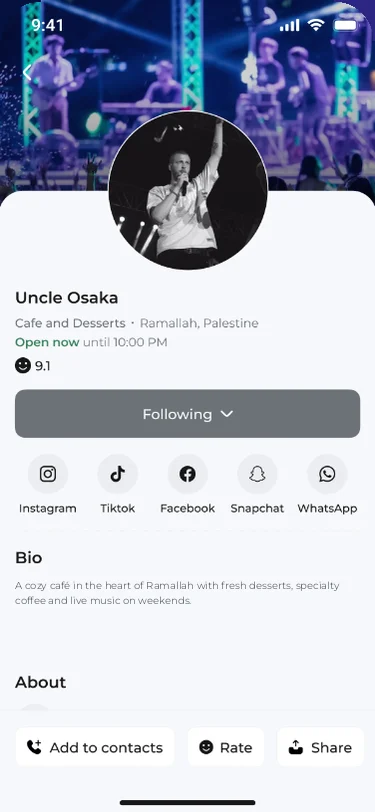 9:41
Uncle Osaka
Cafe and Desserts • Ramallah, Palestine
Open now until 10:00 PM
9.1
Following
Instagram Tiktok Facebook Snapchat WhatsApp
Bio
A cozy café in the heart of Ramallah with fresh desserts, specialty
coffee and live music on weekends.
About
Add to contacts Rate Share